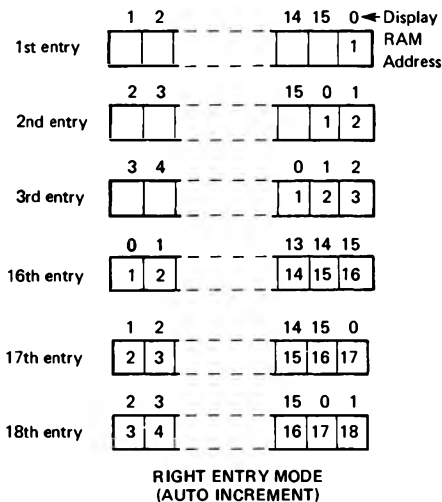 1 2 14 15 0 Display
1st entry 1 RAM
Address
2 3 15 0 1
2nd entry 1 2
3 4 0 1 2
3rd entry 1 2 3
0 1 13 14 15
16th entry 1 2 14 15 16
1 2 14 15 0
17th entry 2 3 15 16 17
2 3 15 0 1
18th entry 3 4 16 17 18
RIGHT ENTRY MODE
(AUTO INCREMENT)